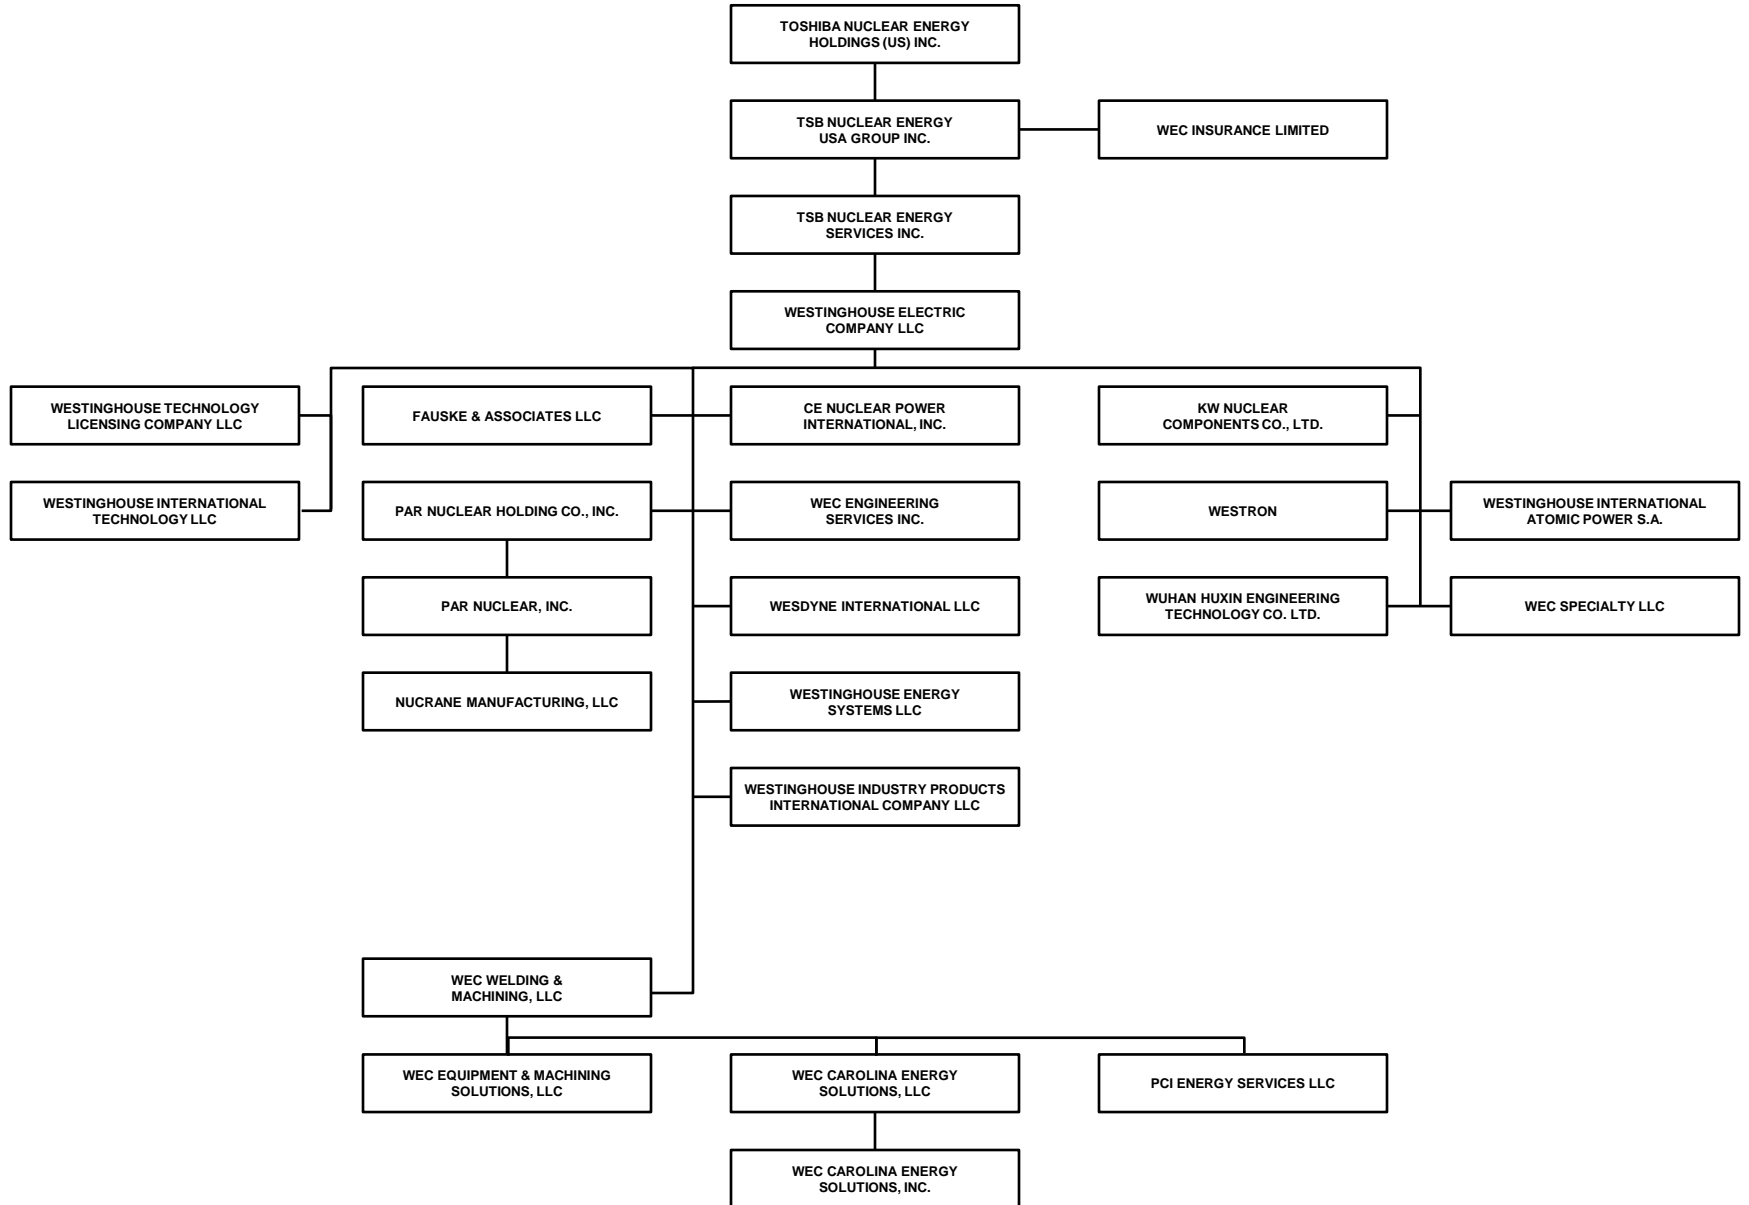 TOSHIBA NUCLEAR ENERGY
HOLDINGS (US) INC.
TSB NUCLEAR ENERGY
USA GROUP INC.
WEC INSURANCE LIMITED
TSB NUCLEAR ENERGY
SERVICES INC.
WESTINGHOUSE ELECTRIC
COMPANY LLC
WESTINGHOUSE TECHNOLOGY
LICENSING COMPANY LLC
FAUSKE & ASSOCIATES LLC
CE NUCLEAR POWER
INTERNATIONAL, INC.
KW NUCLEAR
COMPONENTS CO., LTD.
WESTINGHOUSE INTERNATIONAL
TECHNOLOGY LLC
PAR NUCLEAR HOLDING CO., INC.
WEC ENGINEERING
SERVICES INC.
WESTRON
WESTINGHOUSE INTERNATIONAL
ATOMIC POWER S.A.
PAR NUCLEAR, INC.
WESDYNE INTERNATIONAL LLC
WUHAN HUXIN ENGINEERING
TECHNOLOGY CO. LTD.
WEC SPECIALTY LLC
NUCRANE MANUFACTURING, LLC
WESTINGHOUSE ENERGY
SYSTEMS LLC
WESTINGHOUSE INDUSTRY PRODUCTS
INTERNATIONAL COMPANY LLC
WEC WELDING &
MACHINING, LLC
WEC EQUIPMENT & MACHINING
SOLUTIONS, LLC
WEC CAROLINA ENERGY
SOLUTIONS, LLC
PCI ENERGY SERVICES LLC
WEC CAROLINA ENERGY
SOLUTIONS, INC.